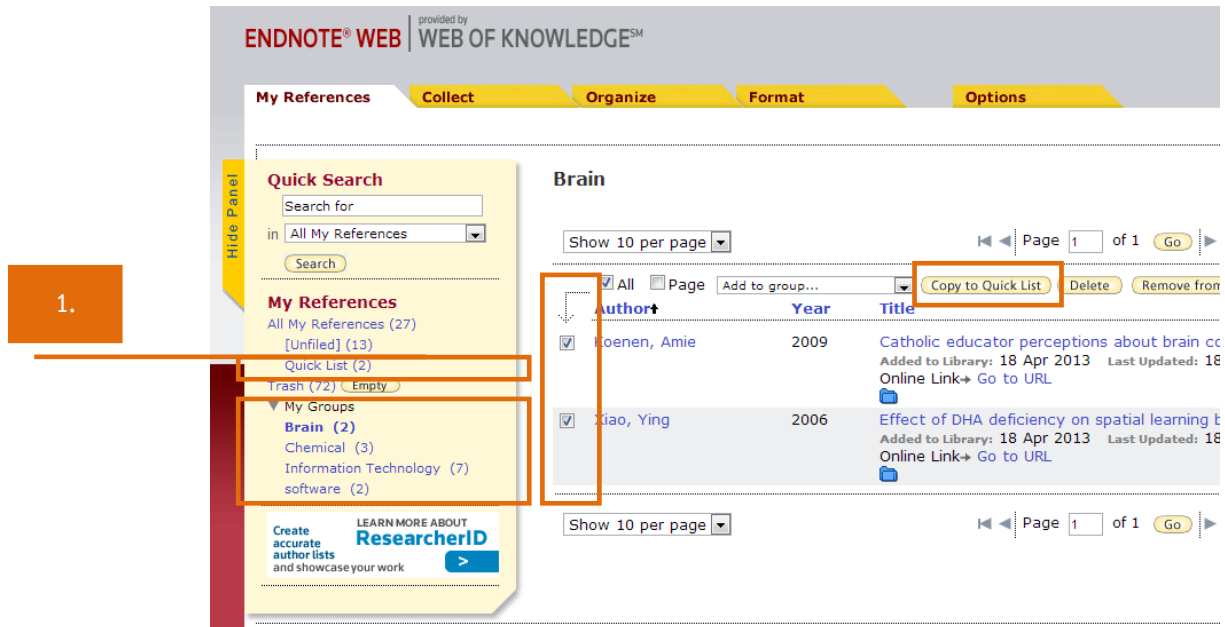 ENDNOTE® WEB provided by WEB OF KNOWLEDGE℠
My References Collect Organize Format Options
Hide Panel
Quick Search
Search for
in All My References
Search
My References
All My References (27)
[Unfiled] (13)
Quick List (2)
Trash (72) Empty
My Groups
Brain (2)
Chemical (3)
Information Technology (7)
software (2)
Create
accurate
author lists
and showcase your work
LEARN MORE ABOUT
ResearcherID
>
1.
Brain
Show 10 per page Page 1 of 1 Go
All Page Add to group... Copy to Quick List Delete Remove from
Author Year Title
Koenen, Amie 2009 Catholic educator perceptions about brain co
Added to Library: 18 Apr 2013 Last Updated: 18
Online Link→ Go to URL
Xiao, Ying 2006 Effect of DHA deficiency on spatial learning b
Added to Library: 18 Apr 2013 Last Updated: 18
Online Link→ Go to URL
Show 10 per page Page 1 of 1 Go